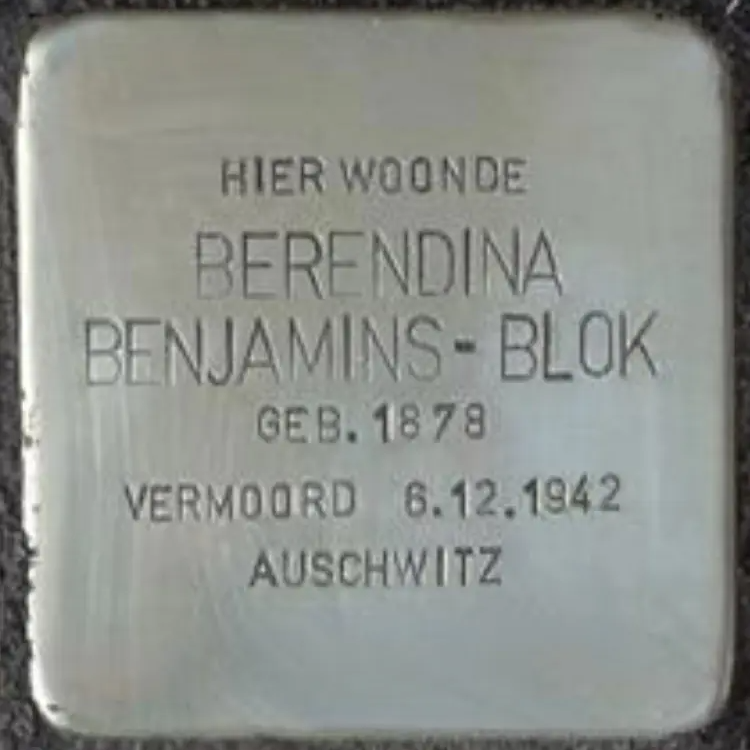 HIER WOONDE
BERENDINA
BENJAMINS-BLOK
GEB. 1878
VERMOORD 6.12.1942
AUSCHWITZ